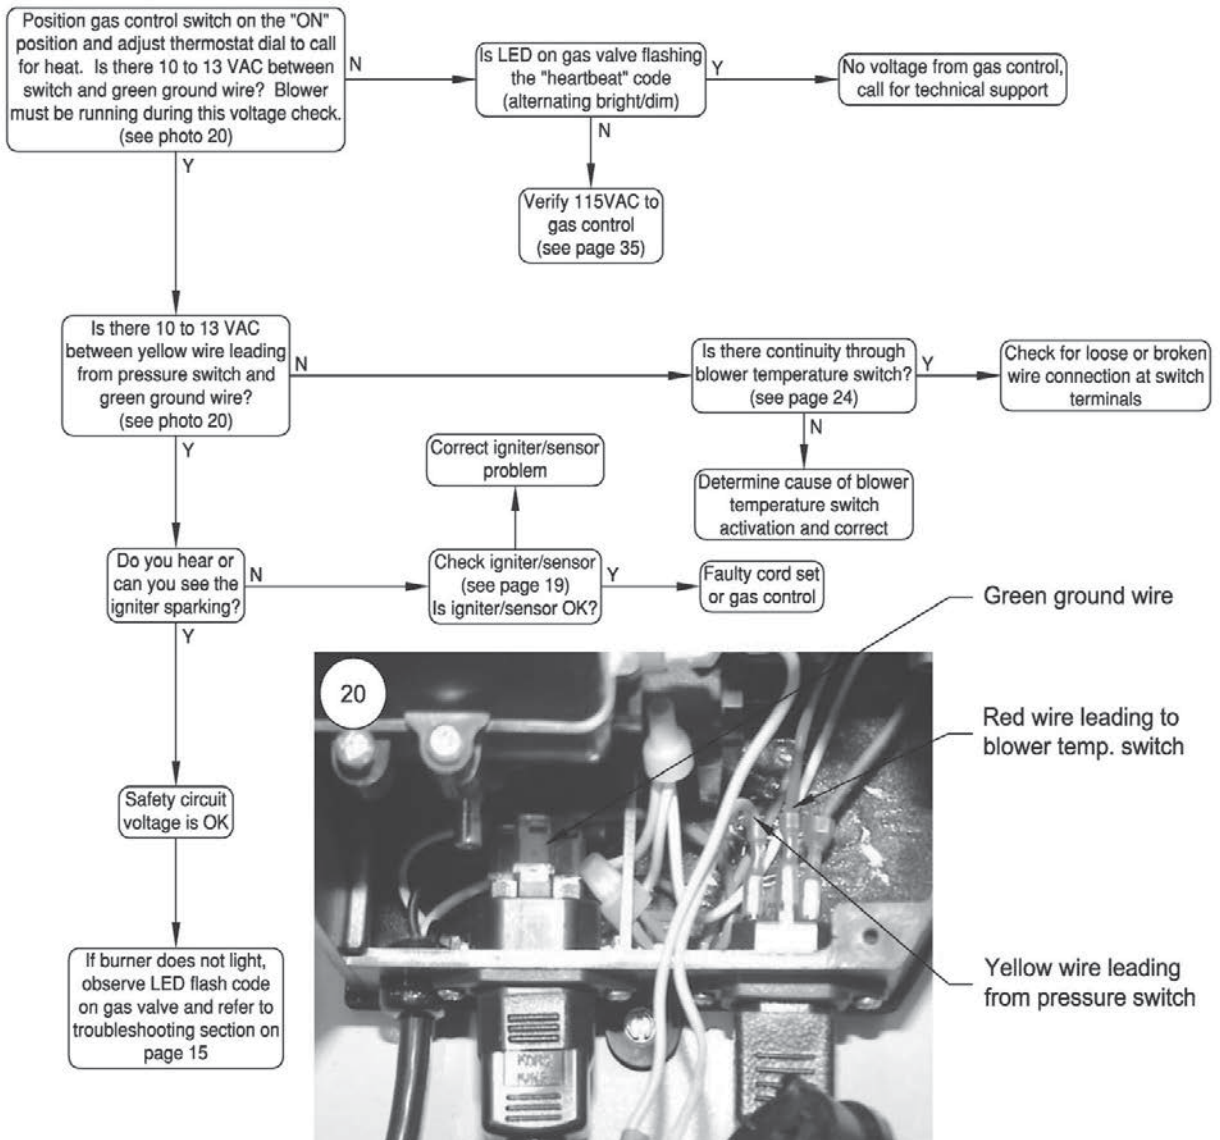 Position gas control switch on the "ON"
position and adjust thermostat dial to call
for heat. Is there 10 to 13 VAC between
switch and green ground wire? Blower
must be running during this voltage check.
(see photo 20)
N
Is LED on gas valve flashing
the "heartbeat" code
(alternating bright/dim)
Y
No voltage from gas control,
call for technical support
N
Y
Verify 115VAC to
gas control
(see page 35)
Is there 10 to 13 VAC
between yellow wire leading
from pressure switch and
green ground wire?
(see photo 20)
N
Is there continuity through
blower temperature switch?
(see page 24)
Y
Check for loose or broken
wire connection at switch
terminals
N
Y
Correct igniter/sensor
problem
Determine cause of blower
temperature switch
activation and correct
Do you hear or
can you see the
igniter sparking?
N
Check igniter/sensor
(see page 19)
Is igniter/sensor OK?
Y
Faulty cord set
or gas control
Y
Green ground wire
20
Red wire leading to
blower temp. switch
Safety circuit
voltage is OK
If burner does not light,
observe LED flash code
on gas valve and refer to
troubleshooting section on
page 15
Yellow wire leading
from pressure switch